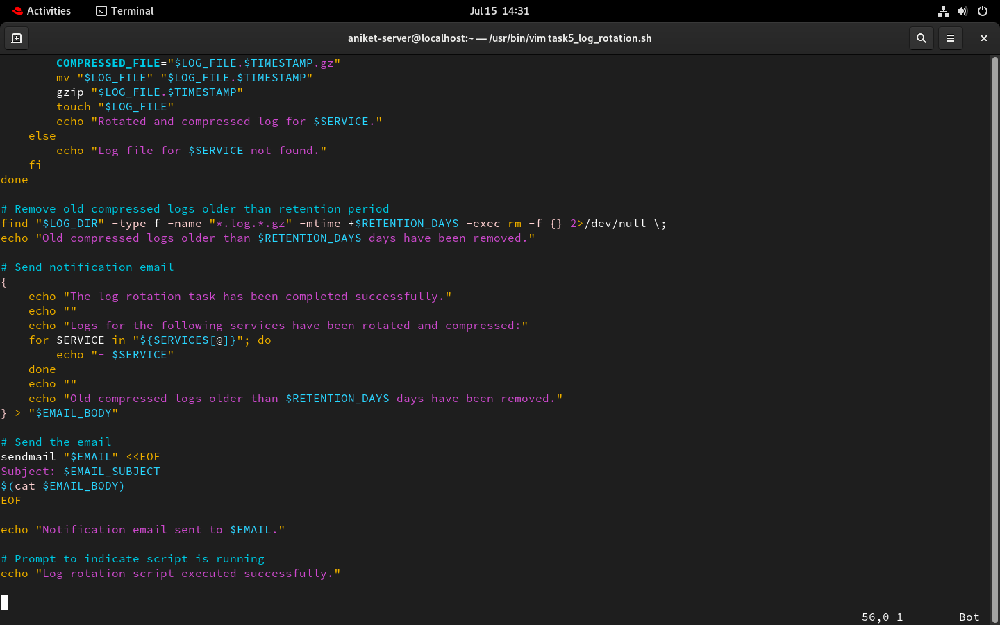 Activities
Terminal
Jul 15 14:31
aniket-server@localhost:~ — /usr/bin/vim task5_log_rotation.sh
        COMPRESSED_FILE="$LOG_FILE.$TIMESTAMP.gz"
        mv "$LOG_FILE" "$LOG_FILE.$TIMESTAMP"
        gzip "$LOG_FILE.$TIMESTAMP"
        touch "$LOG_FILE"
        echo "Rotated and compressed log for $SERVICE."
    else
        echo "Log file for $SERVICE not found."
    fi
done
# Remove old compressed logs older than retention period
find "$LOG_DIR" -type f -name "*.log.*.gz" -mtime +$RETENTION_DAYS -exec rm -f {} 2>/dev/null \;
echo "Old compressed logs older than $RETENTION_DAYS days have been removed."
# Send notification email
{
    echo "The log rotation task has been completed successfully."
    echo ""
    echo "Logs for the following services have been rotated and compressed:"
    for SERVICE in "${SERVICES[@]}"; do
        echo "- $SERVICE"
    done
    echo ""
    echo "Old compressed logs older than $RETENTION_DAYS days have been removed."
} > "$EMAIL_BODY"
# Send the email
sendmail "$EMAIL" <<EOF
Subject: $EMAIL_SUBJECT
$(cat $EMAIL_BODY)
EOF
echo "Notification email sent to $EMAIL."
# Prompt to indicate script is running
echo "Log rotation script executed successfully."
56,0-1 Bot